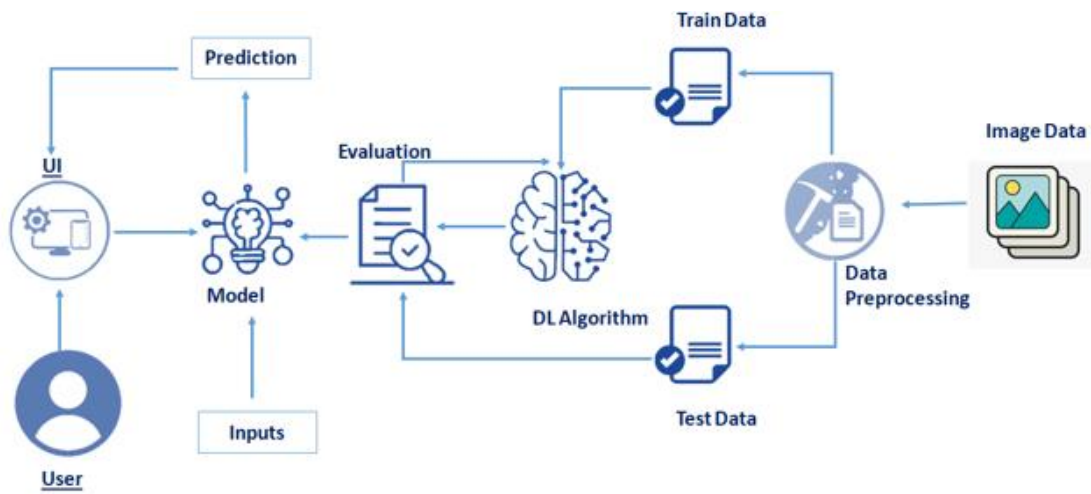 Train Data
Prediction
Image Data
Evaluation
UI
Data
Preprocessing
Model
DL Algorithm
Inputs
Test Data
User